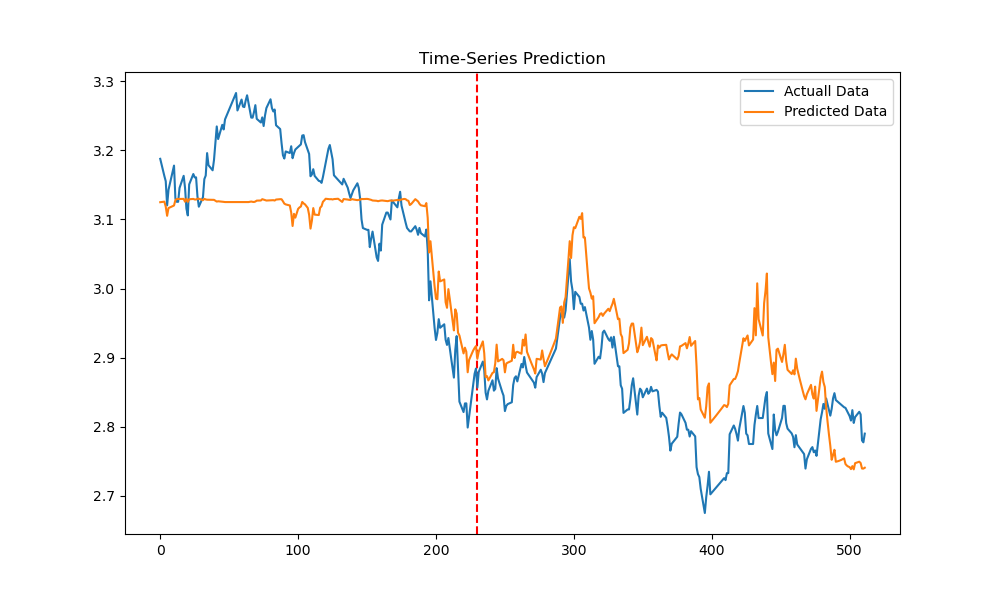 Time-Series Prediction
Actuall Data
Predicted Data
3.3
3.2
3.1
3.0
2.9
2.8
2.7
0 100 200 300 400 500